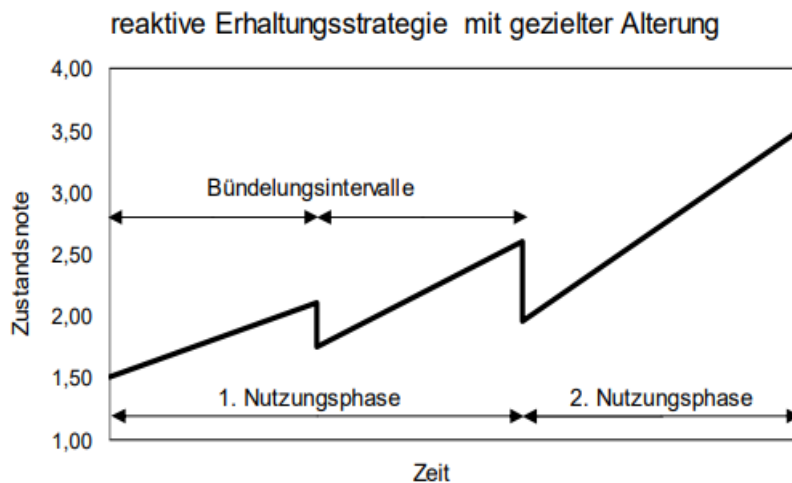 reaktive Erhaltungsstrategie mit gezielter Alterung
4,00
3,50
3,00
2,50
2,00
1,50
1,00
Zustandsnote
Bündelungsintervalle
1. Nutzungsphase
2. Nutzungsphase
Zeit